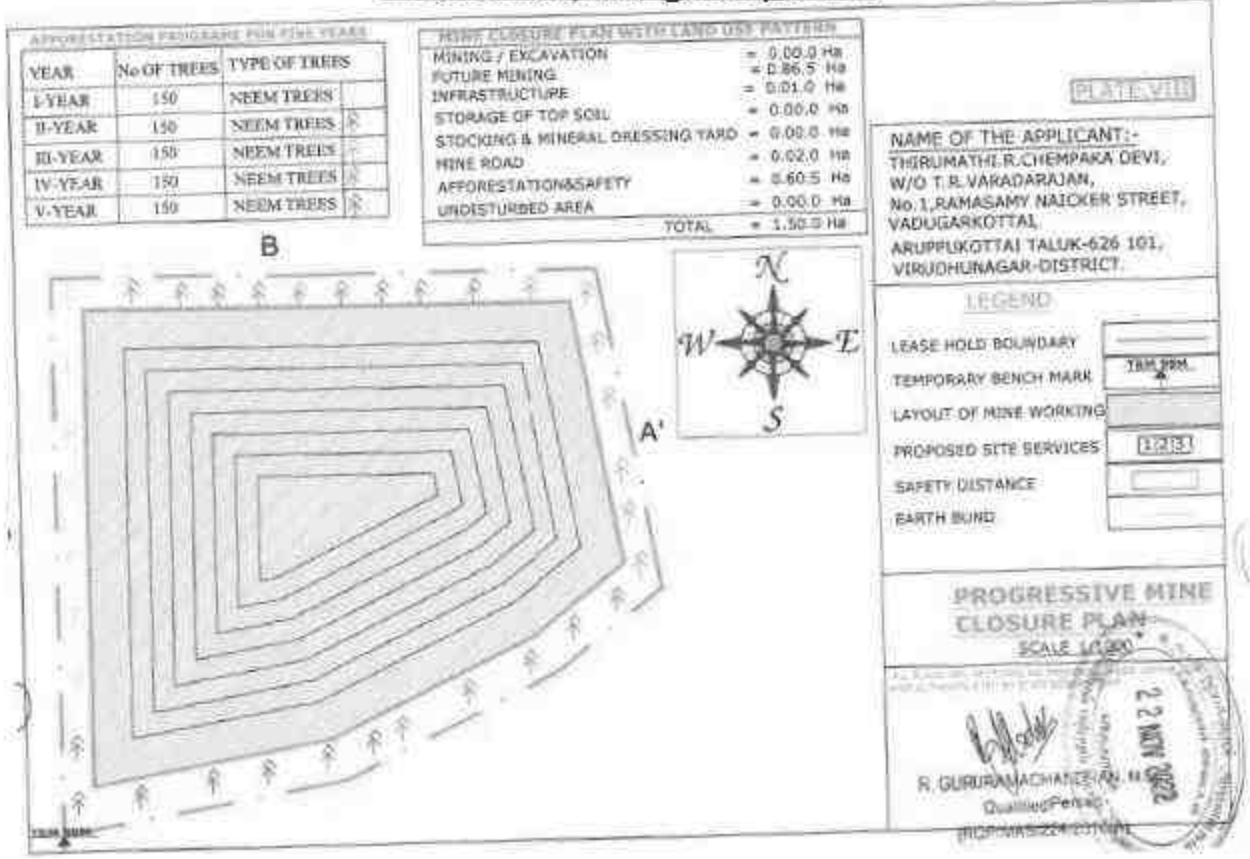 AFFORESTATION PROGRAME FOR FIVE YEARS
YEAR No OF TREES TYPE OF TREES
I-YEAR 150 NEEM TREES
II-YEAR 150 NEEM TREES
III-YEAR 150 NEEM TREES
IV-YEAR 150 NEEM TREES
V-YEAR 150 NEEM TREES
MINE CLOSURE PLAN WITH LAND USE PATTERN
MINING / EXCAVATION = 0.00.0 Ha
FUTURE MINING = 0.86.5 Ha
INFRASTRUCTURE = 0.01.0 Ha
STORAGE OF TOP SOIL = 0.00.0 Ha
STOCKING & MINERAL DRESSING YARD = 0.00.0 Ha
MINE ROAD = 0.02.0 Ha
AFFORESTATION&SAFETY = 0.60.5 Ha
UNDISTURBED AREA = 0.00.0 Ha
TOTAL = 1.50.0 Ha
PLATE.VIII
NAME OF THE APPLICANT:-
THIRUMATHI.R.CHEMPAKA DEVI,
W/O T.R.VARADARAJAN,
No.1,RAMASAMY NAICKER STREET,
VADUGARKOTTAI,
ARUPPUKOTTAI TALUK-626 101,
VIRUDHUNAGAR-DISTRICT.
B
A'
N
W E
S
LEGEND
LEASE HOLD BOUNDARY
TEMPORARY BENCH MARK TBM BBM
LAYOUT OF MINE WORKING
PROPOSED SITE SERVICES 1 2 3
SAFETY DISTANCE
EARTH BUND
PROGRESSIVE MINE
CLOSURE PLAN
SCALE 1/1000
R. GURURAMACHANDRAN, M.Sc
Qualified Person
22 NOV 2022
TBM BBM